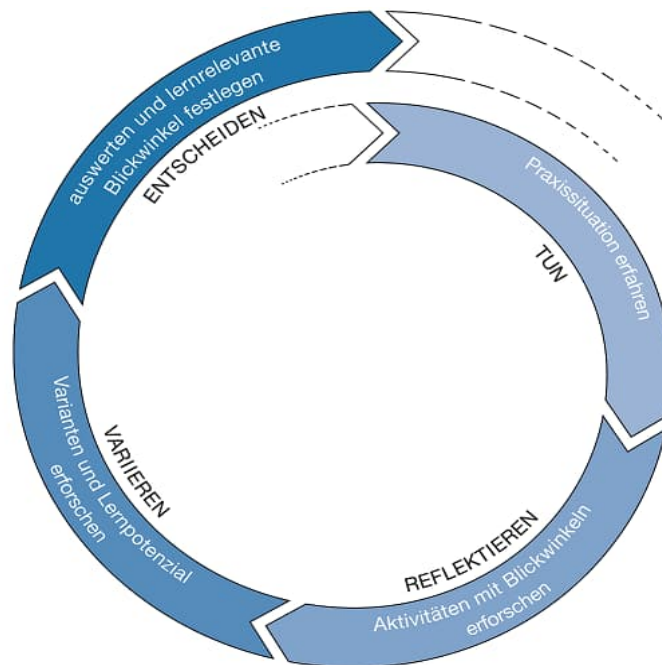 auswerten und lernrelevante
Blickwinkel festlegen
ENTSCHEIDEN
Praxissituation erfahren
TUN
REFLEKTIEREN
Aktivitäten mit Blickwinkeln
erforschen
VARIIEREN
Varianten und Lernpotenzial
erforschen